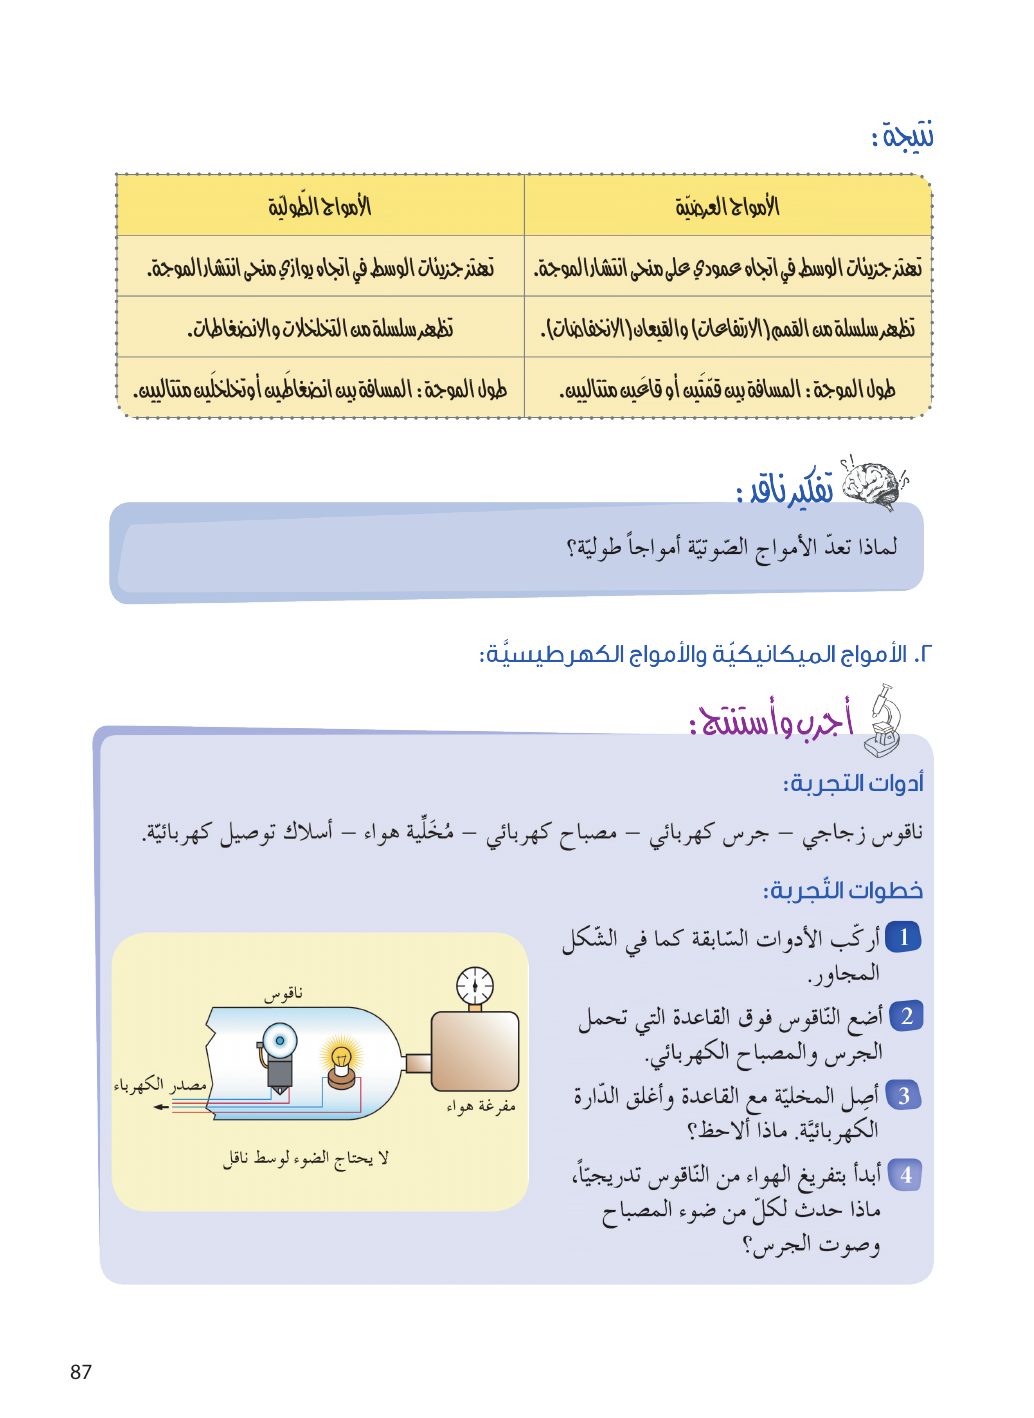 نتيجة :
الأمواج العرضيّة
الأمواج الطّوليّة
تهتز جزيئات الوسط في اتجاه عمودي على منحى انتشار الموجة.
تهتز جزيئات الوسط في اتجاه يوازي منحى انتشار الموجة.
تظهر سلسلة من القمم (الارتفاعات) والقيعان (الانخفاضات).
تظهر سلسلة من التخلخلات والانضغاطات.
طول الموجة : المسافة بين قمّتَين أو قاعَين متتاليين.
طول الموجة : المسافة بين انضغاطَين أو تخلخلَين متتاليين.
تفكير ناقد :
لماذا تعدّ الأمواج الصّوتيّة أمواجاً طوليّة؟
٢. الأمواج الميكانيكيّة والأمواج الكهرطيسيَّة:
أجرب وأستنتج :
أدوات التجربة:
ناقوس زجاجي – جرس كهربائي – مصباح كهربائي – مُخَلِّية هواء – أسلاك توصيل كهربائيّة.
خطوات التّجربة:
1 أركّب الأدوات السّابقة كما في الشّكل
المجاور.
2 أضع النّاقوس فوق القاعدة التي تحمل
الجرس والمصباح الكهربائي.
3 أصِل المخليّة مع القاعدة وأغلق الدّارة
الكهربائيَّة. ماذا ألاحظ؟
4 أبدأ بتفريغ الهواء من النّاقوس تدريجيّاً،
ماذا حدث لكلّ من ضوء المصباح
وصوت الجرس؟
ناقوس
مصدر الكهرباء
مفرغة هواء
لا يحتاج الضوء لوسط ناقل
87